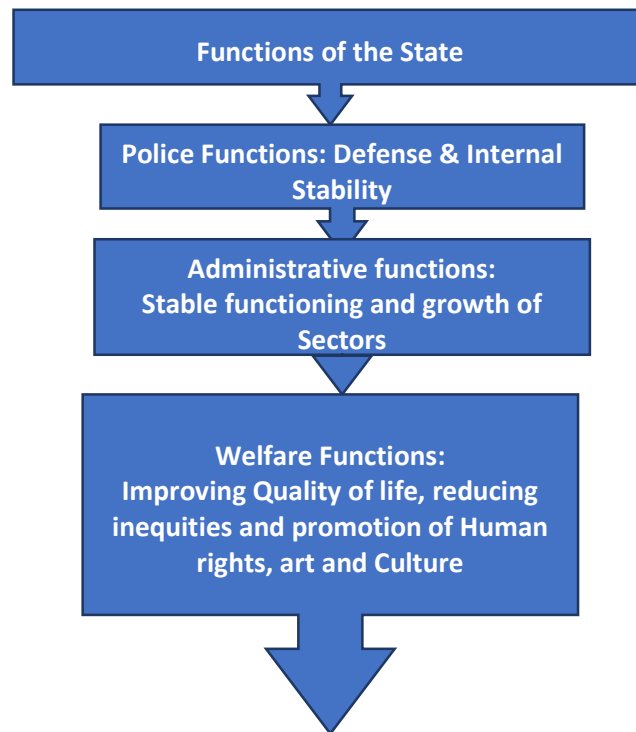 Functions of the State
Police Functions: Defense & Internal
Stability
Administrative functions:
Stable functioning and growth of
Sectors
Welfare Functions:
Improving Quality of life, reducing
inequities and promotion of Human
rights, art and Culture